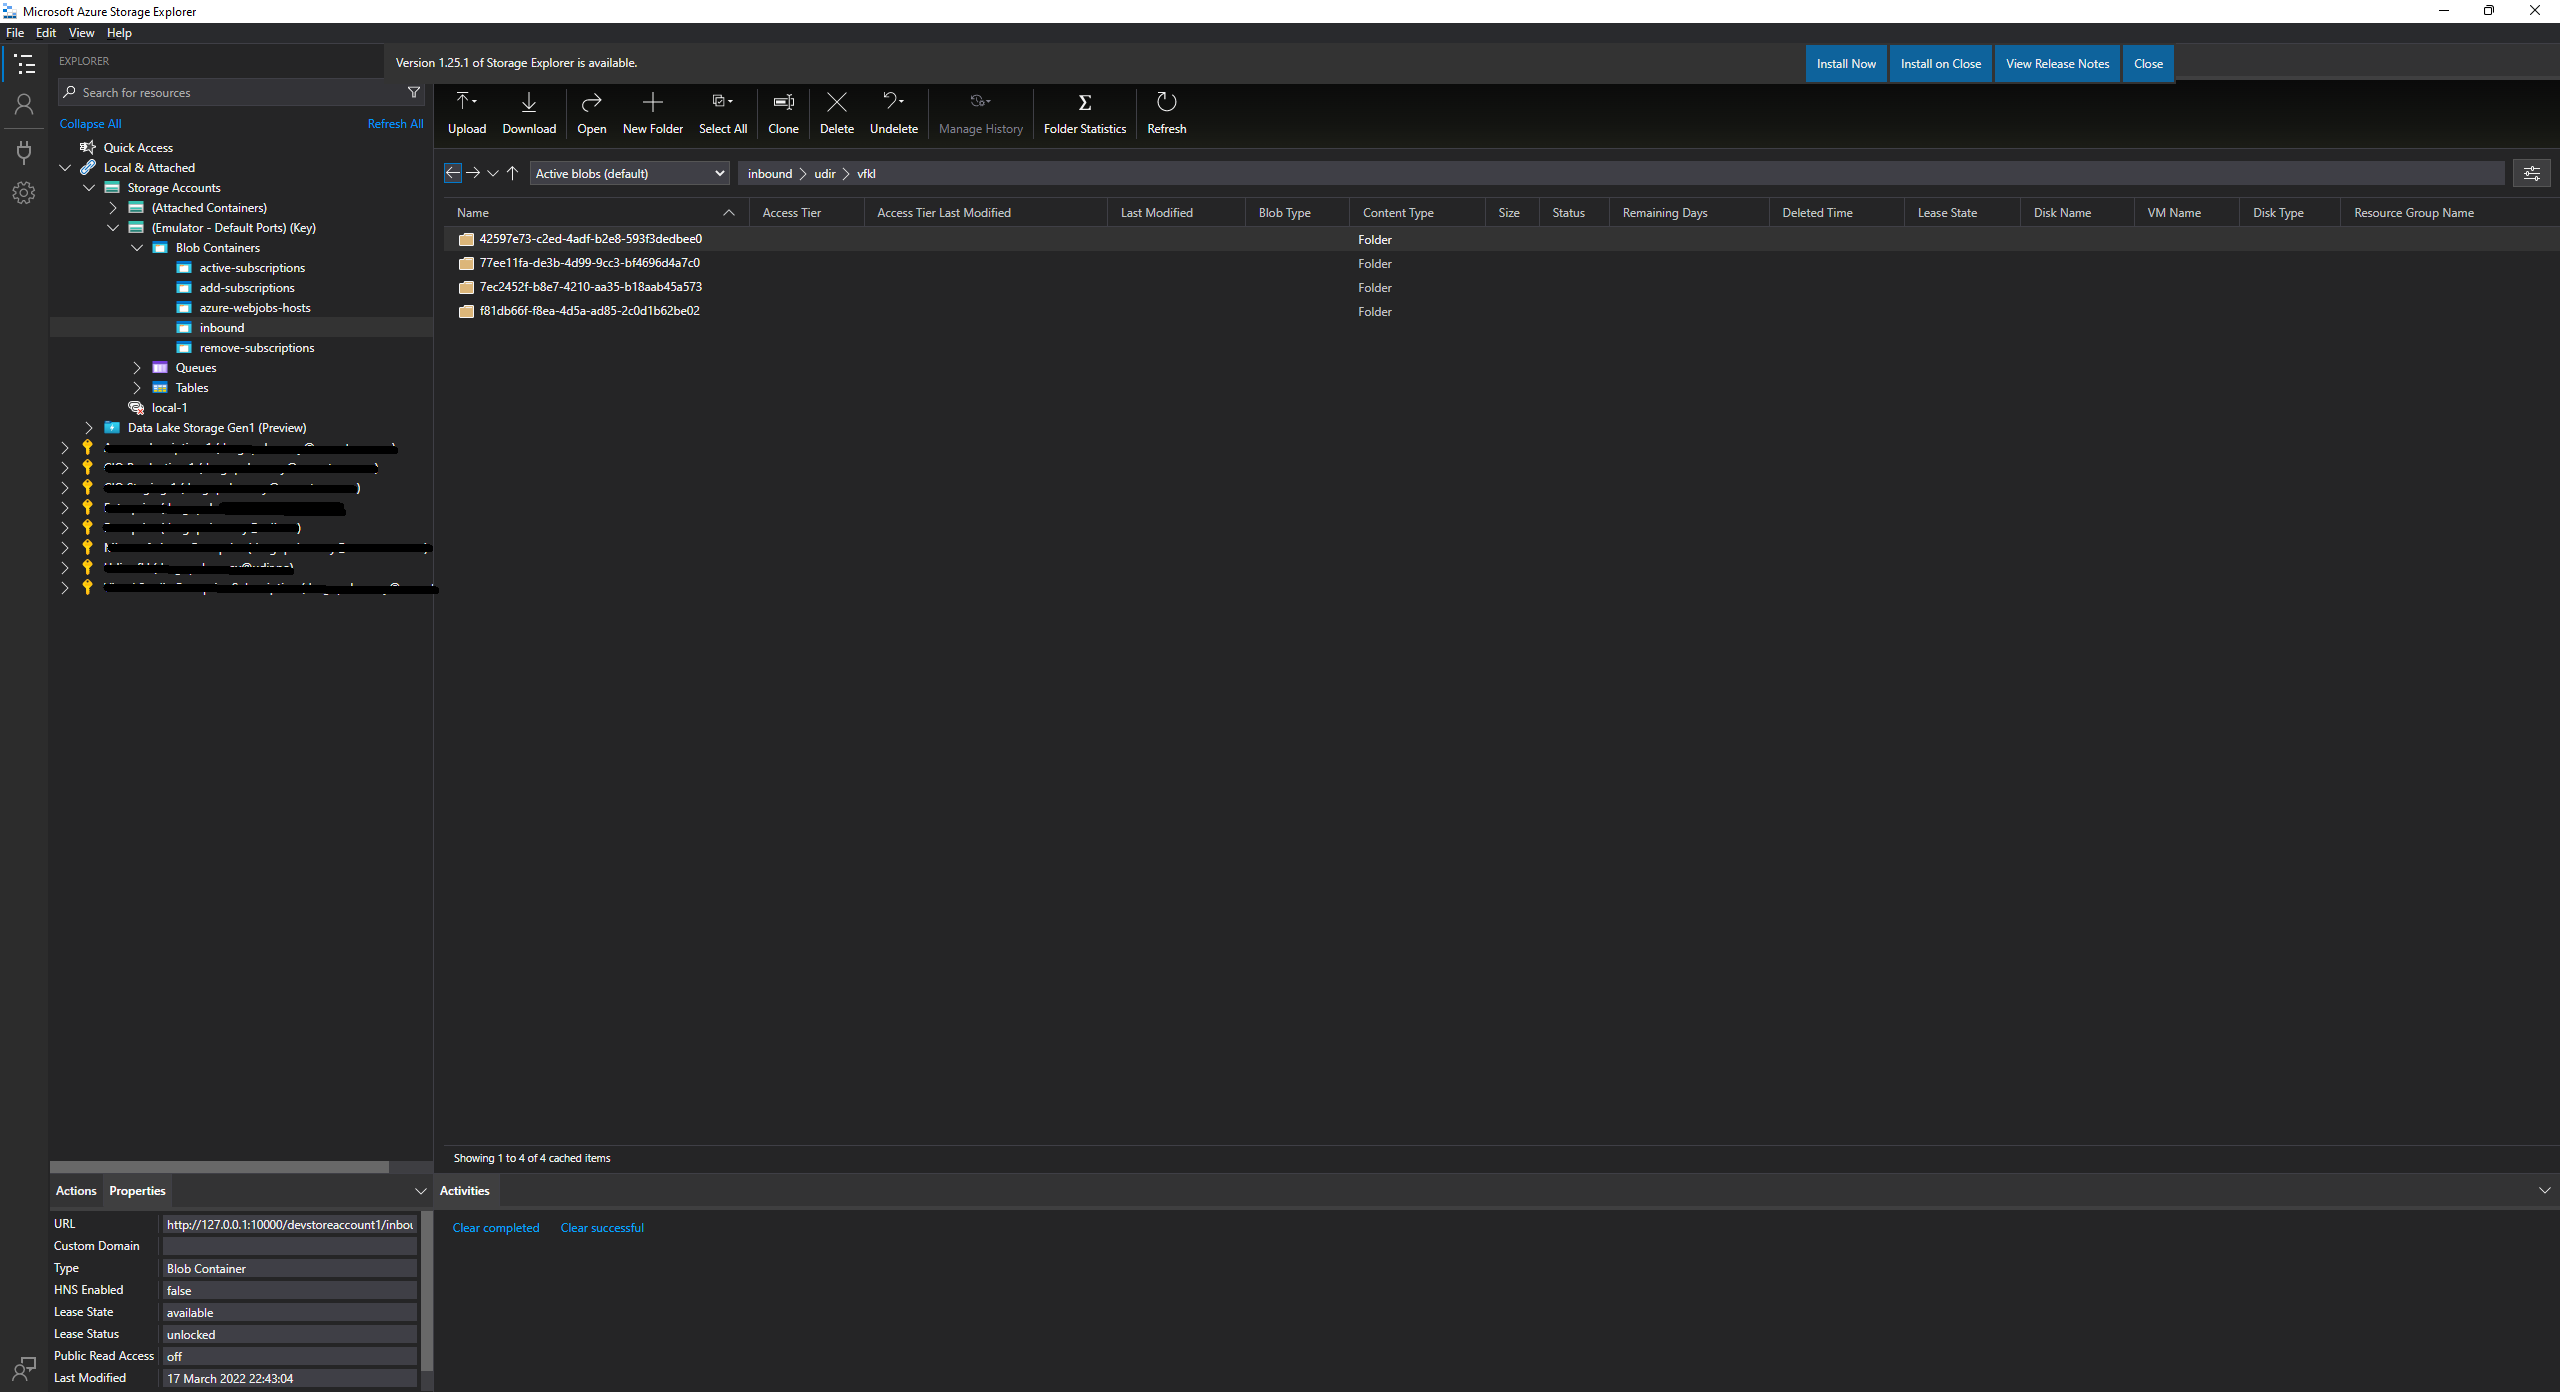 Microsoft Azure Storage Explorer
File Edit View Help
EXPLORER
Version 1.25.1 of Storage Explorer is available.
Install Now Install on Close View Release Notes Close
Search for resources
Collapse All Refresh All
Quick Access
Local & Attached
Storage Accounts
(Attached Containers)
(Emulator - Default Ports) (Key)
Blob Containers
active-subscriptions
add-subscriptions
azure-webjobs-hosts
inbound
remove-subscriptions
Queues
Tables
local-1
Data Lake Storage Gen1 (Preview)
Upload Download Open New Folder Select All Clone Delete Undelete Manage History Folder Statistics Refresh
Active blobs (default) inbound udir vfkl
Name Access Tier Access Tier Last Modified Last Modified Blob Type Content Type Size Status Remaining Days Deleted Time Lease State Disk Name VM Name Disk Type Resource Group Name
42597e73-c2ed-4adf-b2e8-593f3dedbee0 Folder
77ee11fa-de3b-4d99-9cc3-bf4696d4a7c0 Folder
7ec2452f-b8e7-4210-aa35-b18aab45a573 Folder
f81db66f-f8ea-4d5a-ad85-2c0d1b62be02 Folder
Showing 1 to 4 of 4 cached items
Actions Properties
URL http://127.0.0.1:10000/devstoreaccount1/inbou
Custom Domain
Type Blob Container
HNS Enabled false
Lease State available
Lease Status unlocked
Public Read Access off
Last Modified 17 March 2022 22:43:04
Activities
Clear completed Clear successful